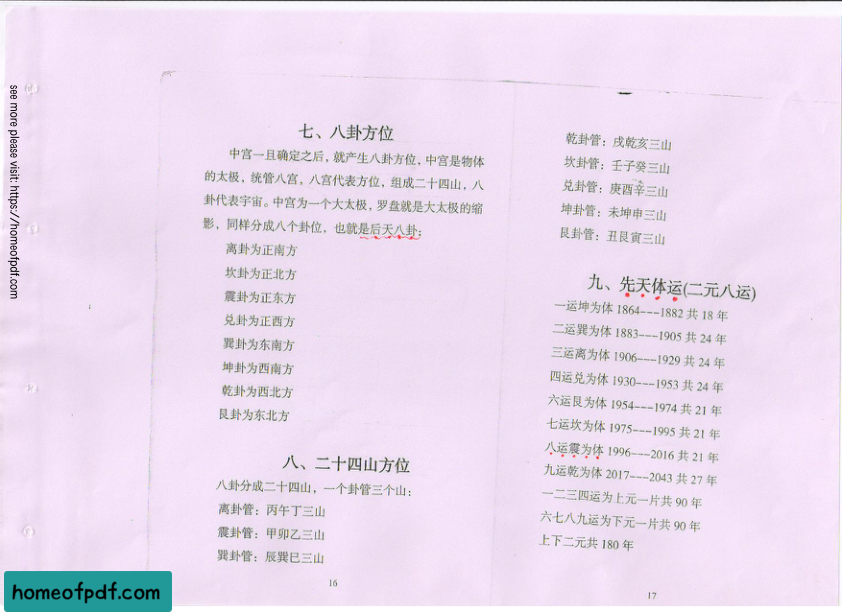 see more please visit: https://homeofpdf.com
七、八卦方位
中宫一旦确定之后，就产生八卦方位，中宫是物体
的太极，统管八宫，八宫代表方位，组成二十四山，八
卦代表宇宙。中宫为一个大太极，罗盘就是大太极的缩
影，同样分成八个卦位，也就是后天八卦：
离卦为正南方
坎卦为正北方
震卦为正东方
兑卦为正西方
巽卦为东南方
坤卦为西南方
乾卦为西北方
艮卦为东北方
八、二十四山方位
八卦分成二十四山，一个卦管三个山：
离卦管：丙午丁三山
震卦管：甲卯乙三山
巽卦管：辰巽巳三山
16
乾卦管：戌乾亥三山
坎卦管：壬子癸三山
兑卦管：庚酉辛三山
坤卦管：未坤申三山
艮卦管：丑艮寅三山
九、先天体运(二元八运)
一运坤为体 1864---1882 共 18 年
二运巽为体 1883---1905 共 24 年
三运离为体 1906---1929 共 24 年
四运兑为体 1930---1953 共 24 年
六运艮为体 1954---1974 共 21 年
七运坎为体 1975---1995 共 21 年
八运震为体 1996---2016 共 21 年
九运乾为体 2017---2043 共 27 年
一二三四运为上元一片共 90 年
六七八九运为下元一片共 90 年
上下二元共 180 年
17
homeofpdf.com